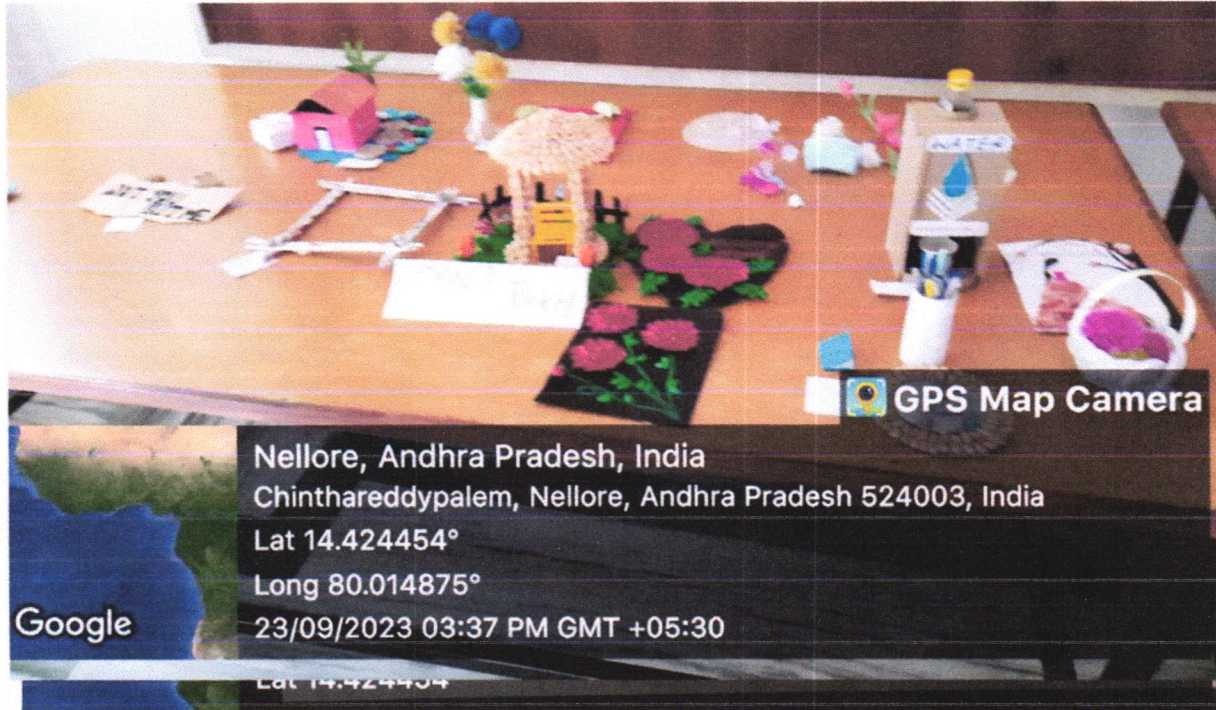 WATER
GPS Map Camera
Nellore, Andhra Pradesh, India
Chinthareddypalem, Nellore, Andhra Pradesh 524003, India
Lat 14.424454°
Long 80.014875°
23/09/2023 03:37 PM GMT +05:30
Google
Lat 14.424454